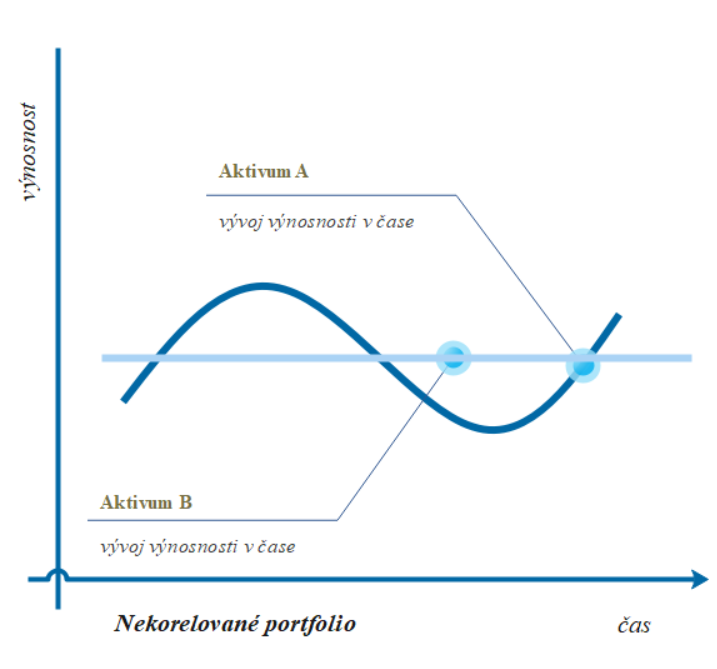 výnosnost
Aktivum A
vývoj výnosnosti v čase
Aktivum B
vývoj výnosnosti v čase
Nekorelované portfolio
čas